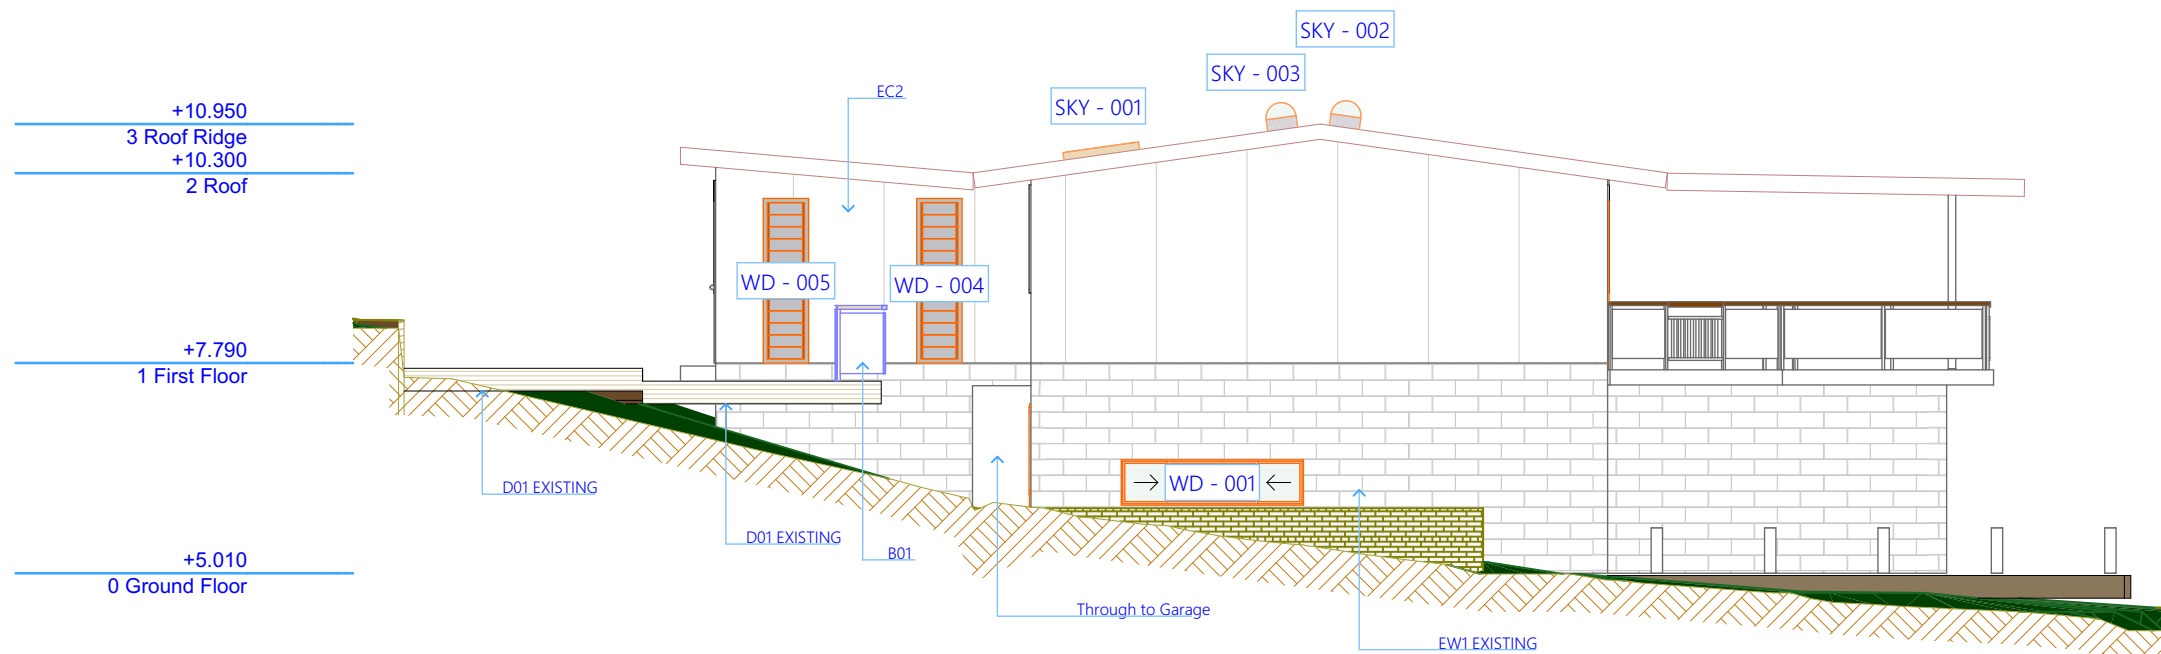 SKY - 002
SKY - 003
EC2
SKY - 001
+10.950
3 Roof Ridge
+10.300
2 Roof
WD - 005
WD - 004
+7.790
1 First Floor
D01 EXISTING
WD - 001
D01 EXISTING
B01
+5.010
0 Ground Floor
Through to Garage
EW1 EXISTING